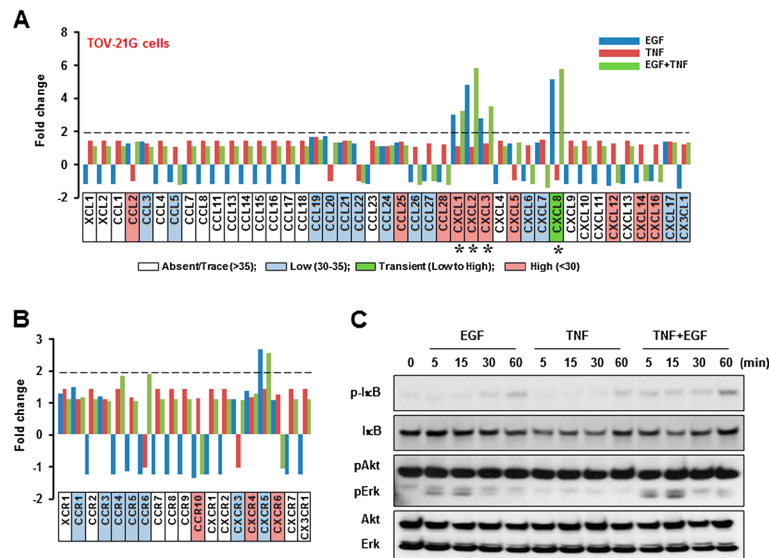 A
TOV-21G cells
EGF
TNF
EGF+TNF
Fold change
8
6
4
2
0
-2
XCL1
XCL2
CCL1
CCL2
CCL3
CCL4
CCL5
CCL7
CCL8
CCL11
CCL13
CCL14
CCL15
CCL16
CCL17
CCL18
CCL19
CCL20
CCL21
CCL22
CCL23
CCL24
CCL25
CCL26
CCL27
CCL28
CXCL1
CXCL2
CXCL3
CXCL4
CXCL5
CXCL6
CXCL7
CXCL8
CXCL9
CXCL10
CXCL11
CXCL12
CXCL13
CXCL14
CXCL16
CXCL17
CX3CL1
* * * *
Absent/Trace (>35); Low (30-35); Transient (Low to High); High (<30)
B
Fold change
3
2
1
0
-1
-2
XCR1
CCR1
CCR2
CCR3
CCR4
CCR5
CCR6
CCR7
CCR8
CCR9
CCR10
CXCR1
CXCR2
CXCR3
CXCR4
CXCR5
CXCR6
CXCR7
CX3CR1
C
EGF TNF TNF+EGF
0 5 15 30 60 5 15 30 60 5 15 30 60 (min)
p-IκB
IκB
pAkt
pErk
Akt
Erk